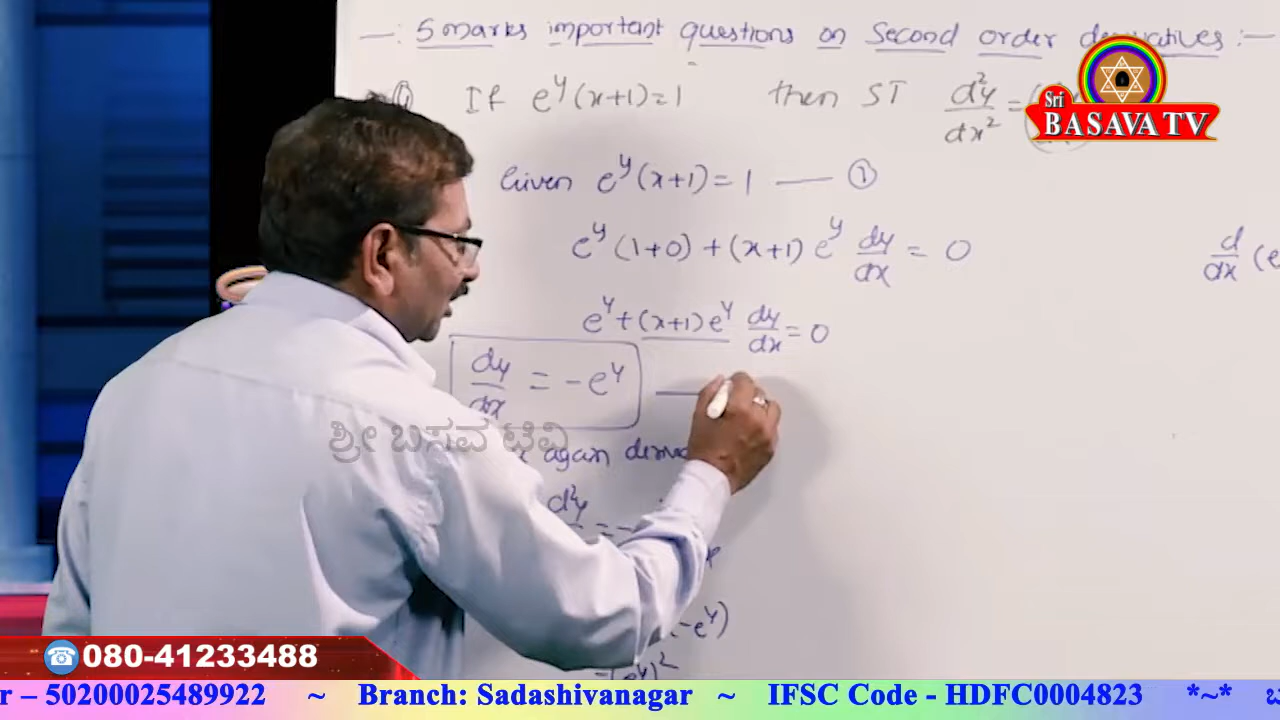 —: 5 marks important questions on Second order derivatives:—
① If e^y(x+1)=1 then ST d²y/dx² =
Sri
BASAVA TV
Given e^y(x+1)=1 —— ①
e^y(1+0)+(x+1) e^y dy/dx = 0
d/dx (e
e^y+(x+1)e^y dy/dx=0
dy/dx = -e^y ——
ಶ್ರೀ ಬಸವ ಟಿವಿ
again
d²y = -
-e^y)
)²
080-41233488
r – 50200025489922 ~ Branch: Sadashivanagar ~ IFSC Code - HDFC0004823 *~*